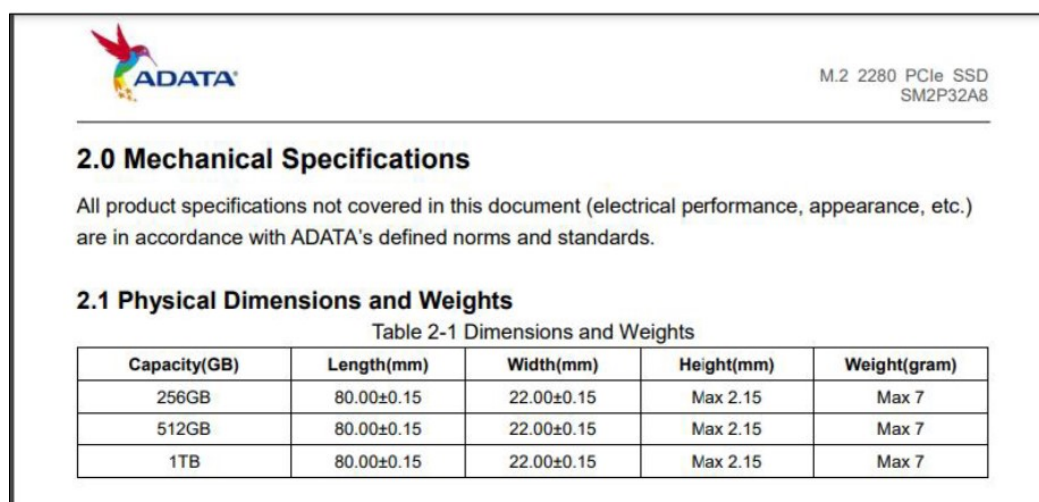 ADATA
M.2 2280 PCIe SSD
SM2P32A8
2.0 Mechanical Specifications
All product specifications not covered in this document (electrical performance, appearance, etc.)
are in accordance with ADATA's defined norms and standards.
2.1 Physical Dimensions and Weights
Table 2-1 Dimensions and Weights
Capacity(GB) Length(mm) Width(mm) Height(mm) Weight(gram)
256GB 80.00±0.15 22.00±0.15 Max 2.15 Max 7
512GB 80.00±0.15 22.00±0.15 Max 2.15 Max 7
1TB 80.00±0.15 22.00±0.15 Max 2.15 Max 7